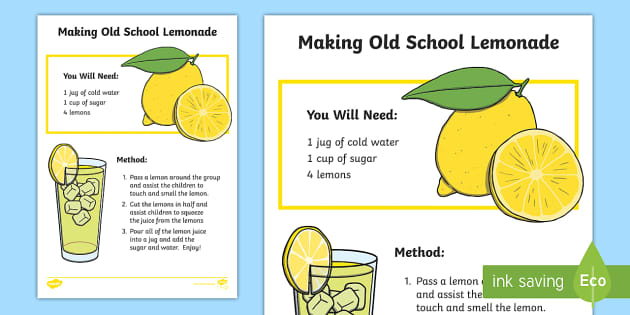 Making Old School Lemonade
You Will Need:
1 jug of cold water
1 cup of sugar
4 lemons
Method:
1. Pass a lemon around the group
and assist the children to
touch and smell the lemon.
2. Cut the lemons in half and
assist children to squeeze
the juice from the lemons
3. Pour all of the lemon juice
into a jug and add the
sugar and water.  Enjoy!
Making Old School Lemonade
You Will Need:
1 jug of cold water
1 cup of sugar
4 lemons
Method:
1. Pass a lemon
and assist the
touch and smell the lemon.
ink saving
Eco